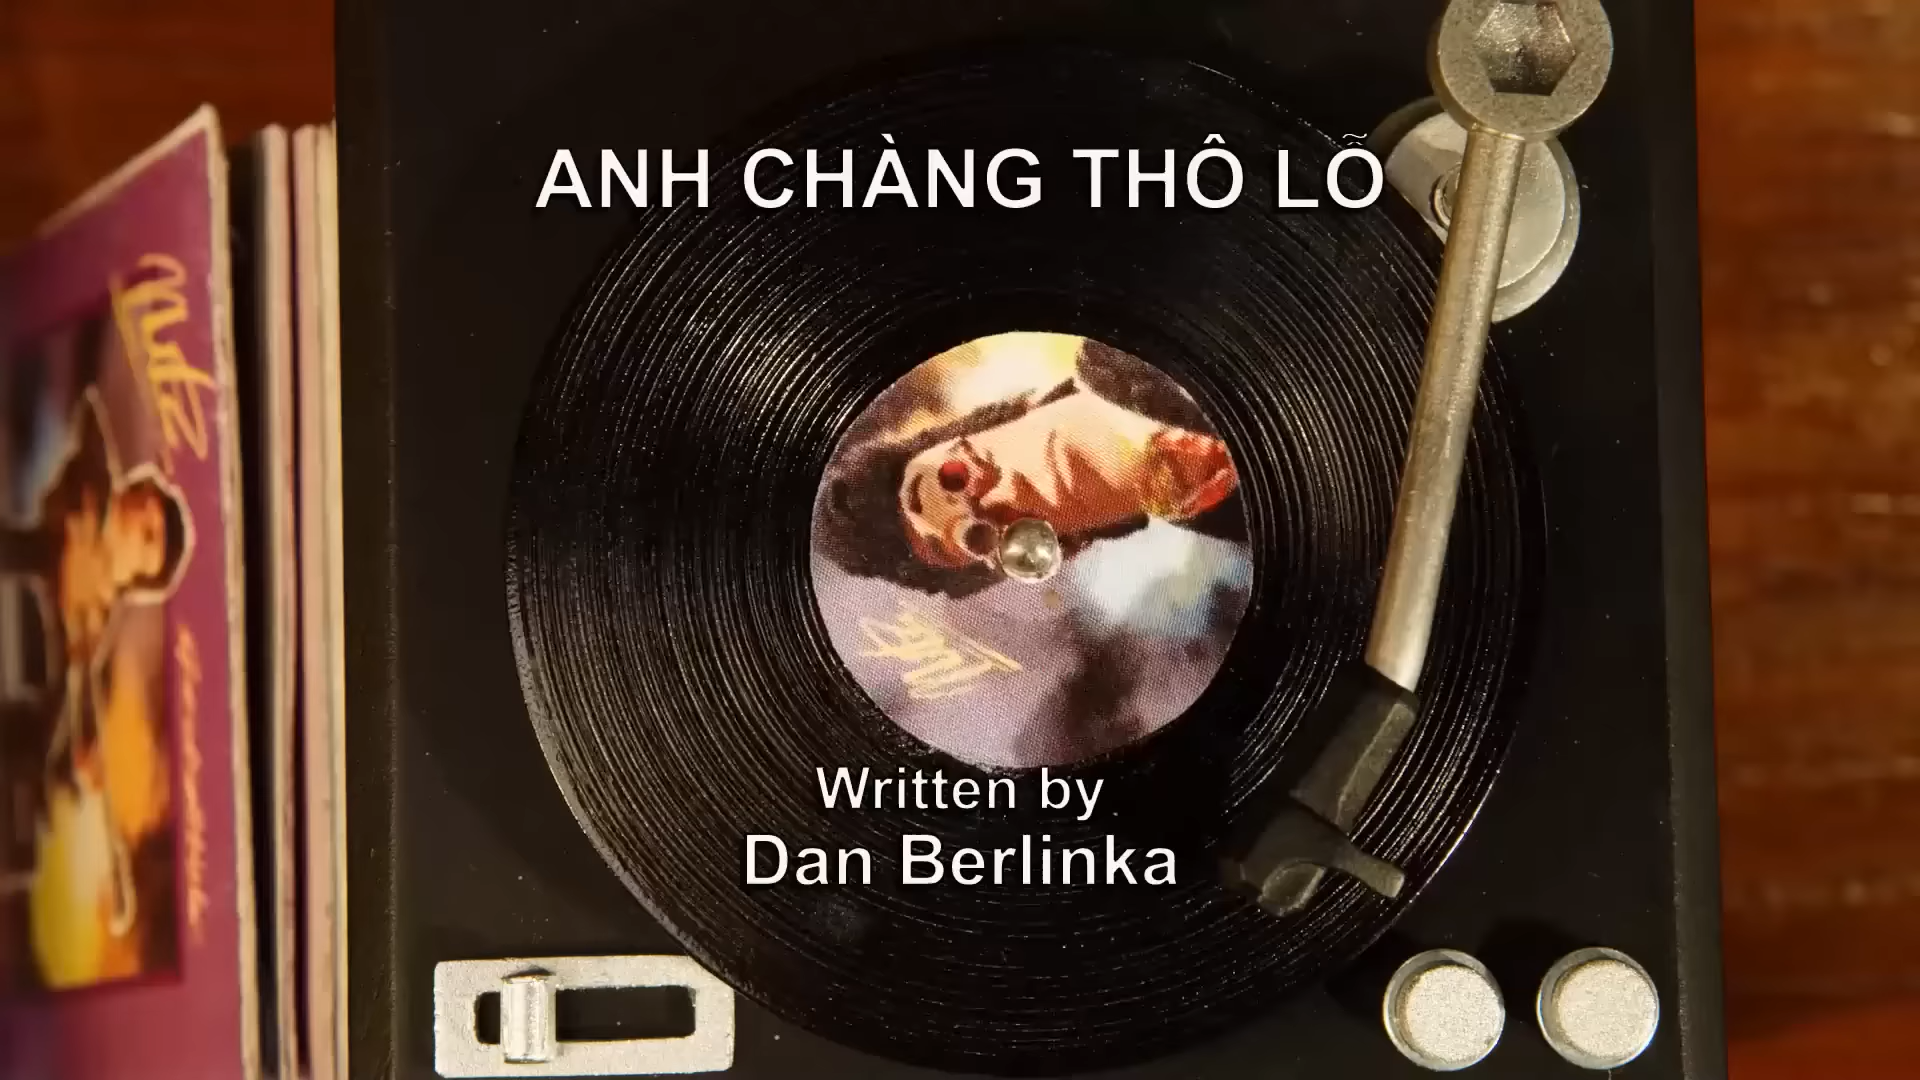 ANH CHÀNG THÔ LỖ
Written by
Dan Berlinka